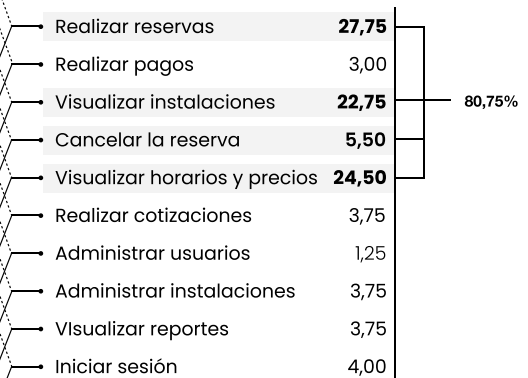 Realizar reservas 27,75
Realizar pagos 3,00
Visualizar instalaciones 22,75 80,75%
Cancelar la reserva 5,50
Visualizar horarios y precios 24,50
Realizar cotizaciones 3,75
Administrar usuarios 1,25
Administrar instalaciones 3,75
VIsualizar reportes 3,75
Iniciar sesión 4,00